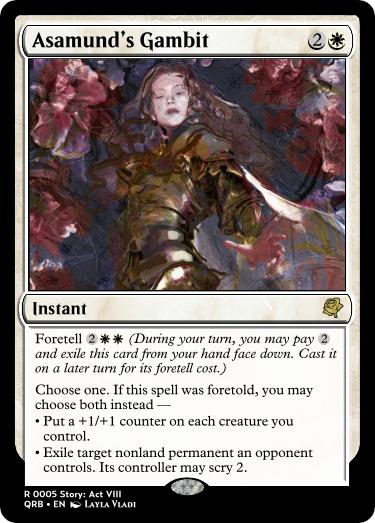 Asamund's Gambit 2
Instant
Foretell 2 (During your turn, you may pay 2
and exile this card from your hand face down. Cast it
on a later turn for its foretell cost.)
Choose one. If this spell was foretold, you may
choose both instead —
• Put a +1/+1 counter on each creature you
control.
• Exile target nonland permanent an opponent
controls. Its controller may scry 2.
R 0005 Story: Act VIII
QRB • EN Layla Vladi